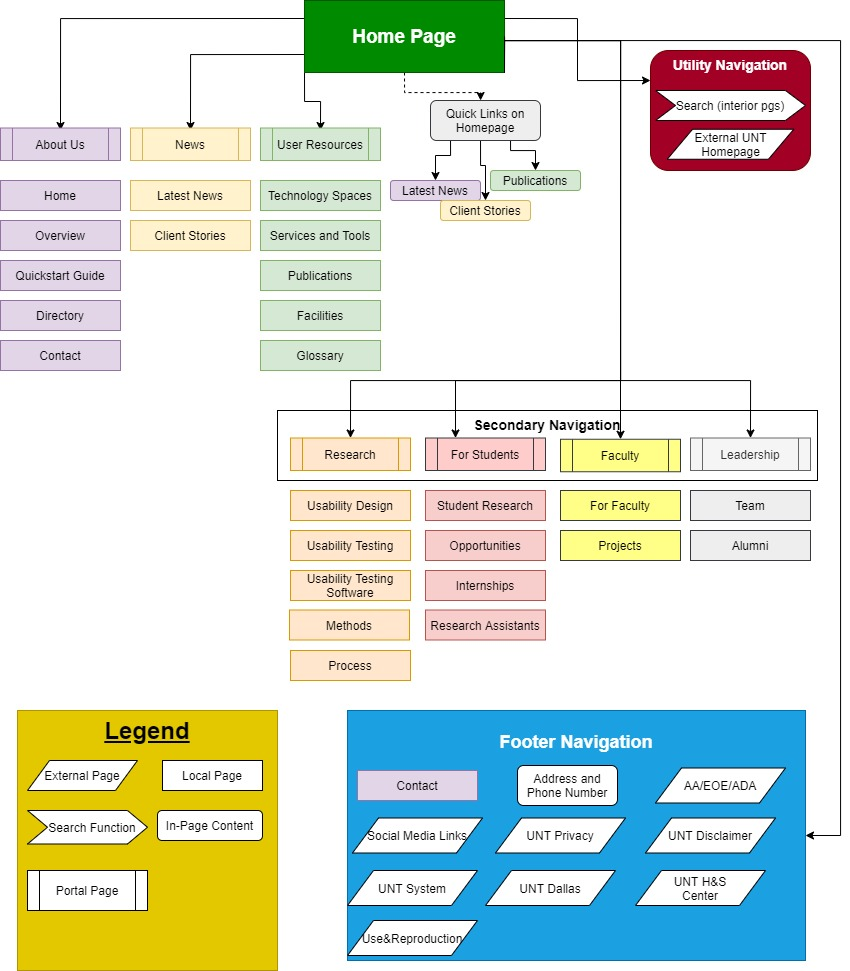 Home Page
Utility Navigation
Search (interior pgs)
External UNT
Homepage
Quick Links on
Homepage
Latest News
Publications
Client Stories
About Us
News
User Resources
Home
Latest News
Technology Spaces
Overview
Client Stories
Services and Tools
Quickstart Guide
Publications
Directory
Facilities
Contact
Glossary
Secondary Navigation
Research
For Students
Faculty
Leadership
Usability Design
Student Research
For Faculty
Team
Usability Testing
Opportunities
Projects
Alumni
Usability Testing
Software
Internships
Methods
Research Assistants
Process
Legend
External Page
Local Page
Search Function
In-Page Content
Portal Page
Footer Navigation
Contact
Address and
Phone Number
AA/EOE/ADA
Social Media Links
UNT Privacy
UNT Disclaimer
UNT System
UNT Dallas
UNT H&S
Center
Use&Reproduction